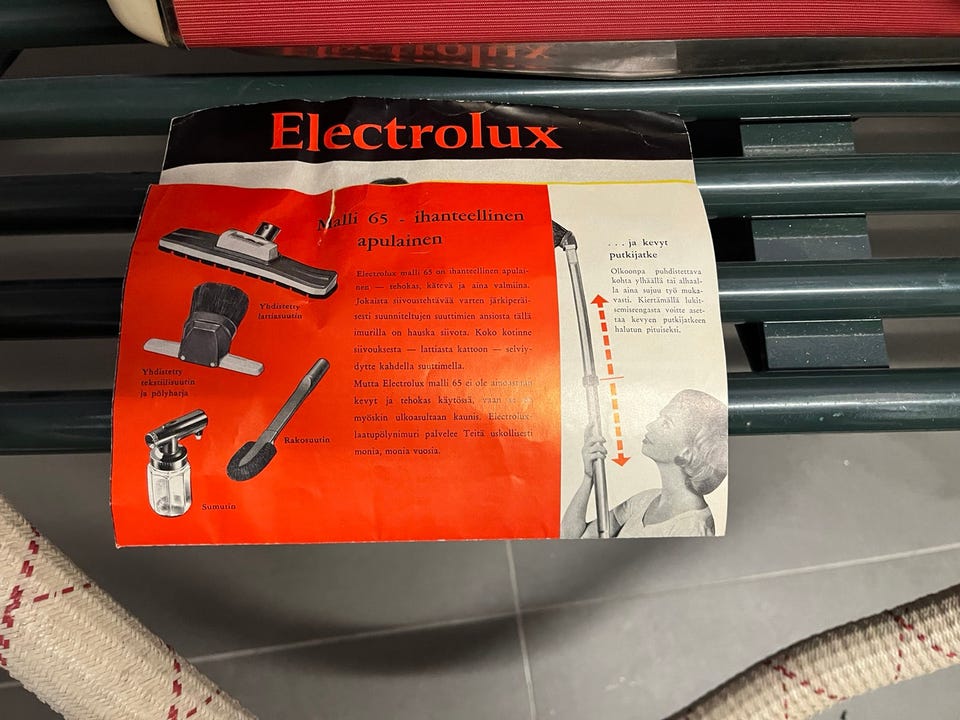 Electrolux
Malli 65 - ihanteellinen
apulainen
Electrolux malli 65 on ihanteellinen apulai-
nen — tehokas, kätevä ja aina valmiina.
Jokaista siivoustehtävää varten järkiperäi-
sesti suunniteltujen suuttimien ansiosta tällä
imurilla on hauska siivota. Koko kotinne
siivouksesta — lattiasta kattoon — selviy-
dytte kahdella suuttimella.
Mutta Electrolux malli 65 ei ole ainoastaan
kevyt ja tehokas käytössä, vaan se on
myöskin ulkoasultaan kaunis. Electrolux-
laatupölynimuri palvelee Teitä uskollisesti
monia, monia vuosia.
Yhdistetty
lattiasuutin
Yhdistetty
tekstiilisuutin
ja pölyharja
Rakosuutin
Sumutin
. . . ja kevyt
putkijatke
Olkoonpa puhdistettava
kohta ylhäällä tai alhaal-
la aina sujuu työ muka-
vasti. Kiertämällä lukit-
semisrengasta voitte aset-
taa kevyen putkijatkeen
halutun pituiseksi.